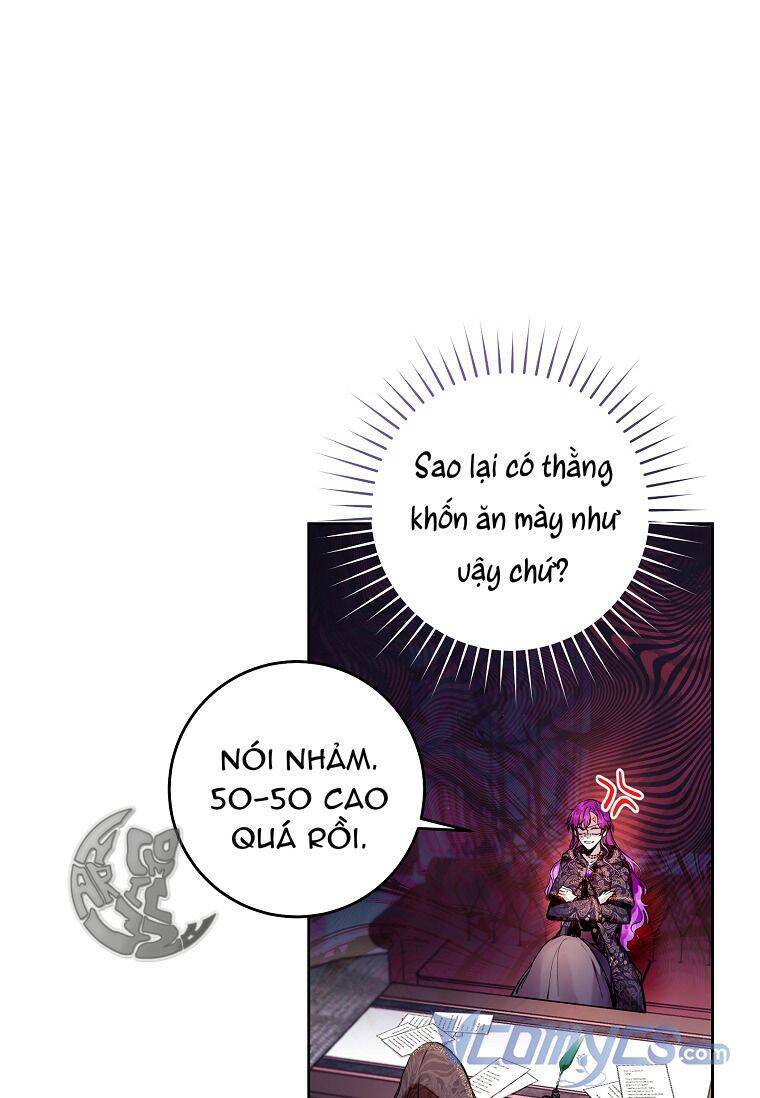 Sao lại có thằng
khốn ăn mày như
vậy chứ?
NÓI NHẢM.
50-50 CAO
QUÁ RỒI.